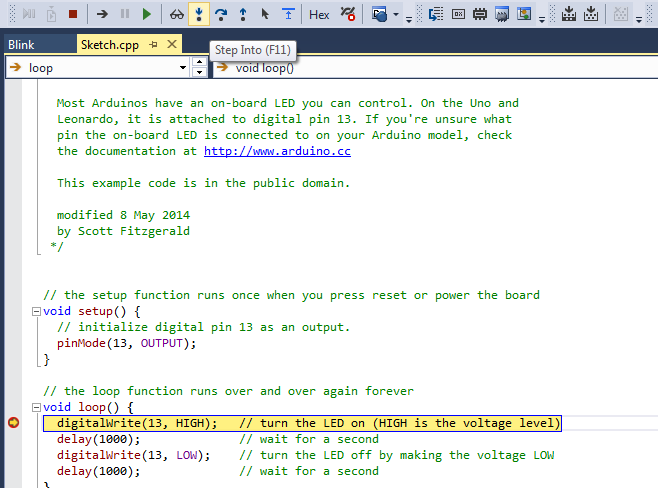 Hex
Blink
Sketch.cpp
Step Into (F11)
loop
void loop()
Most Arduinos have an on-board LED you can control. On the Uno and
Leonardo, it is attached to digital pin 13. If you're unsure what
pin the on-board LED is connected to on your Arduino model, check
the documentation at http://www.arduino.cc
This example code is in the public domain.
modified 8 May 2014
by Scott Fitzgerald
*/
// the setup function runs once when you press reset or power the board
void setup() {
// initialize digital pin 13 as an output.
pinMode(13, OUTPUT);
}
// the loop function runs over and over again forever
void loop() {
digitalWrite(13, HIGH);   // turn the LED on (HIGH is the voltage level)
delay(1000);              // wait for a second
digitalWrite(13, LOW);    // turn the LED off by making the voltage LOW
delay(1000);              // wait for a second
}